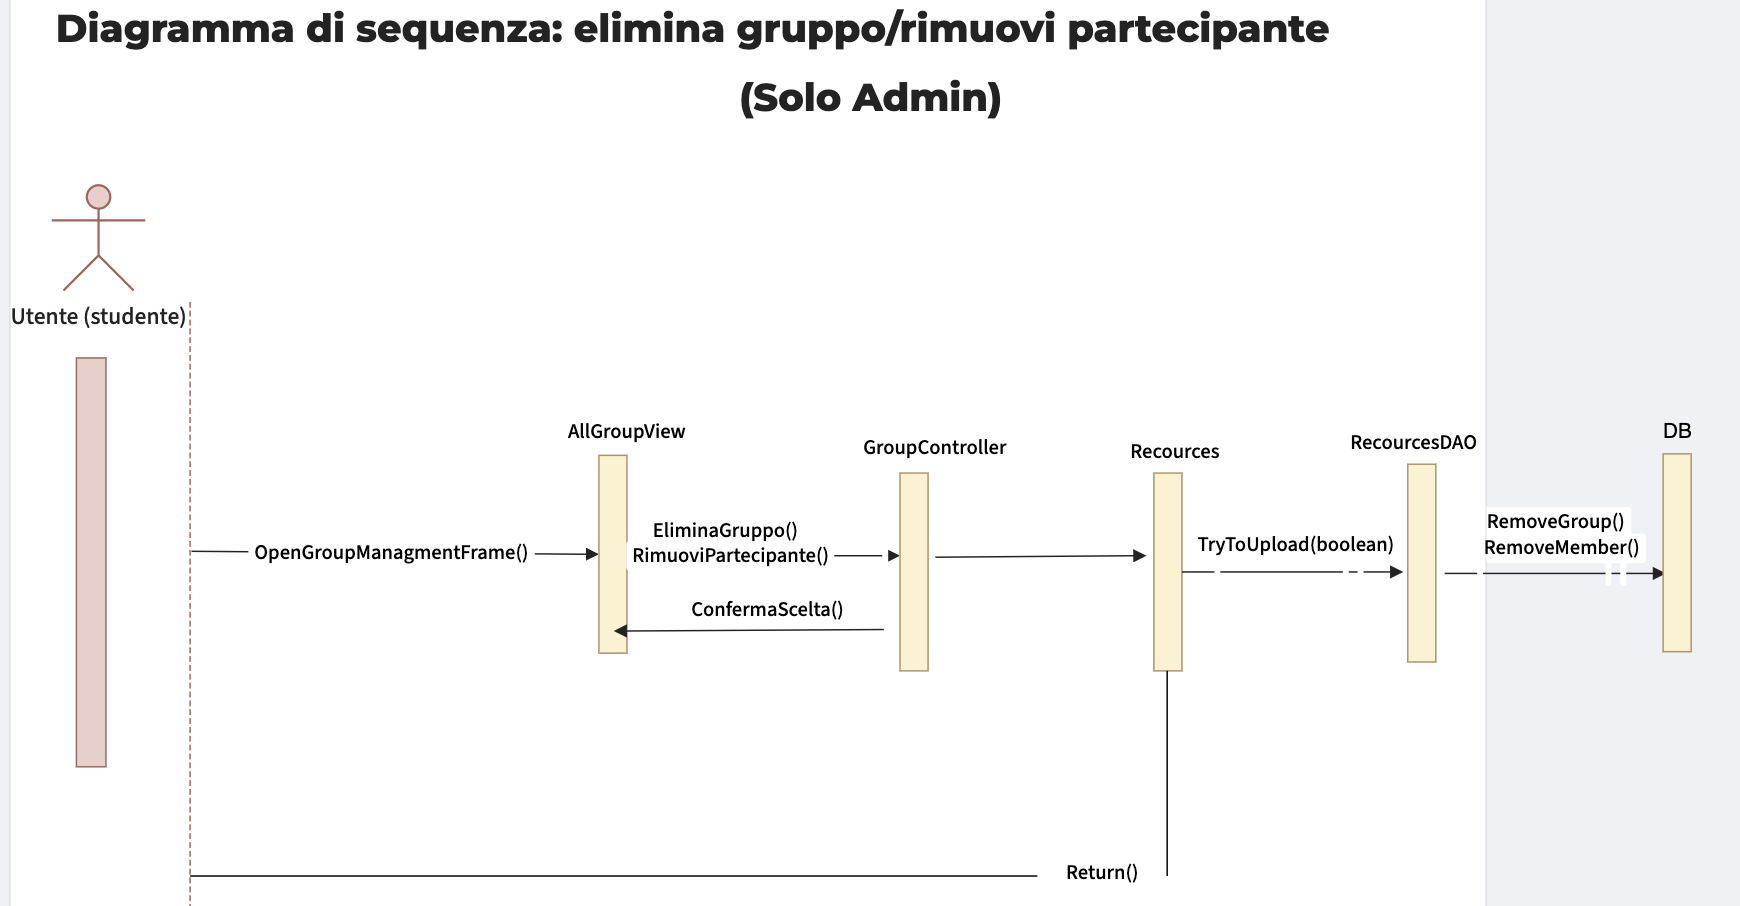 Diagramma di sequenza: elimina gruppo/rimuovi partecipante
(Solo Admin)
Utente (studente)
AllGroupView
GroupController
Recources
RecourcesDAO
DB
OpenGroupManagmentFrame()
EliminaGruppo()
RimuoviPartecipante()
TryToUpload(boolean)
RemoveGroup()
RemoveMember()
ConfermaScelta()
Return()